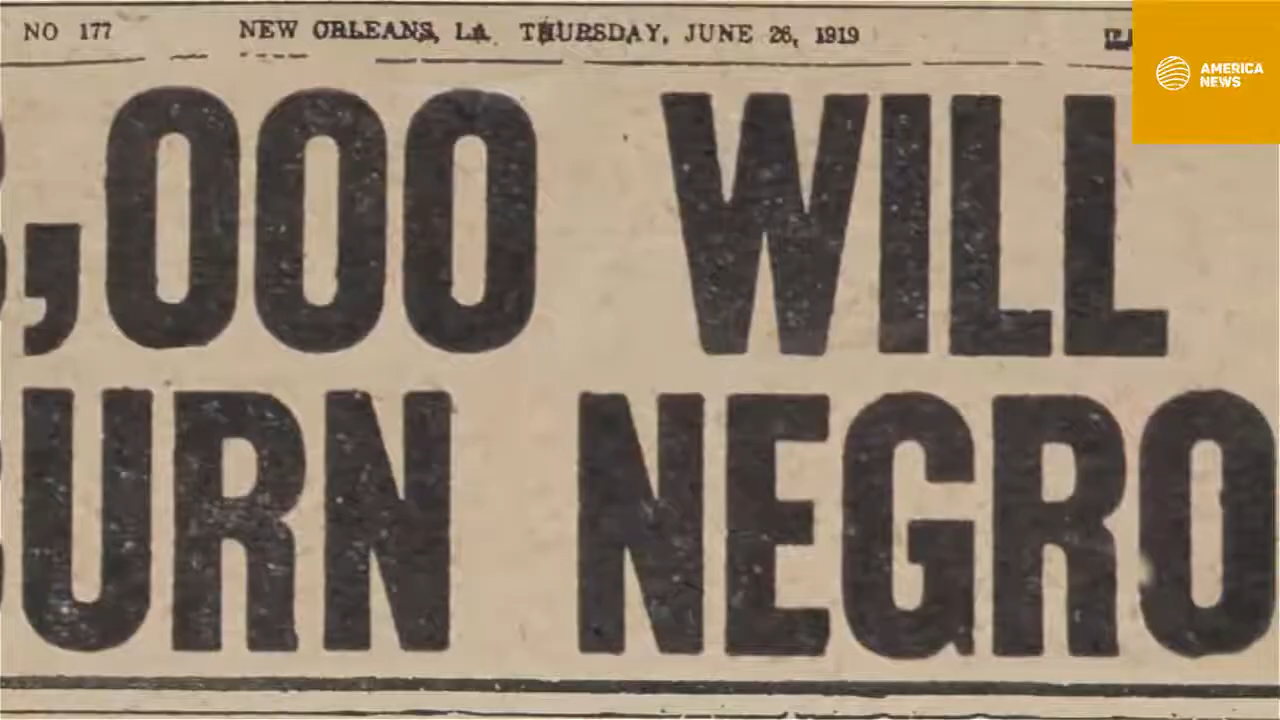 NO 177 NEW ORLEANS, LA. THURSDAY, JUNE 26, 1919
,000 WILL
URN NEGRO
AMERICA
NEWS